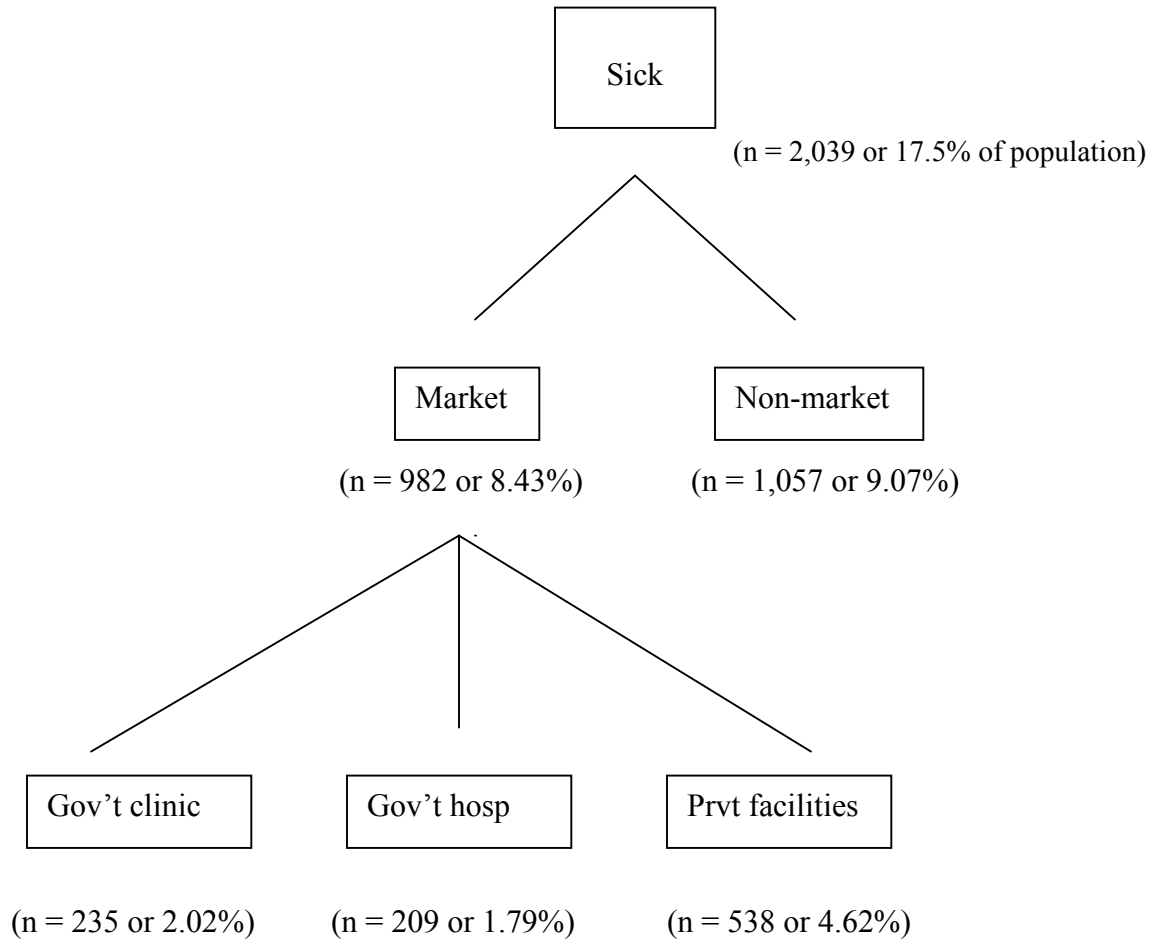 Sick
(n = 2,039 or 17.5% of population)
Market
Non-market
(n = 982 or 8.43%)
(n = 1,057 or 9.07%)
Gov’t clinic
Gov’t hosp
Prvt facilities
(n = 235 or 2.02%)
(n = 209 or 1.79%)
(n = 538 or 4.62%)